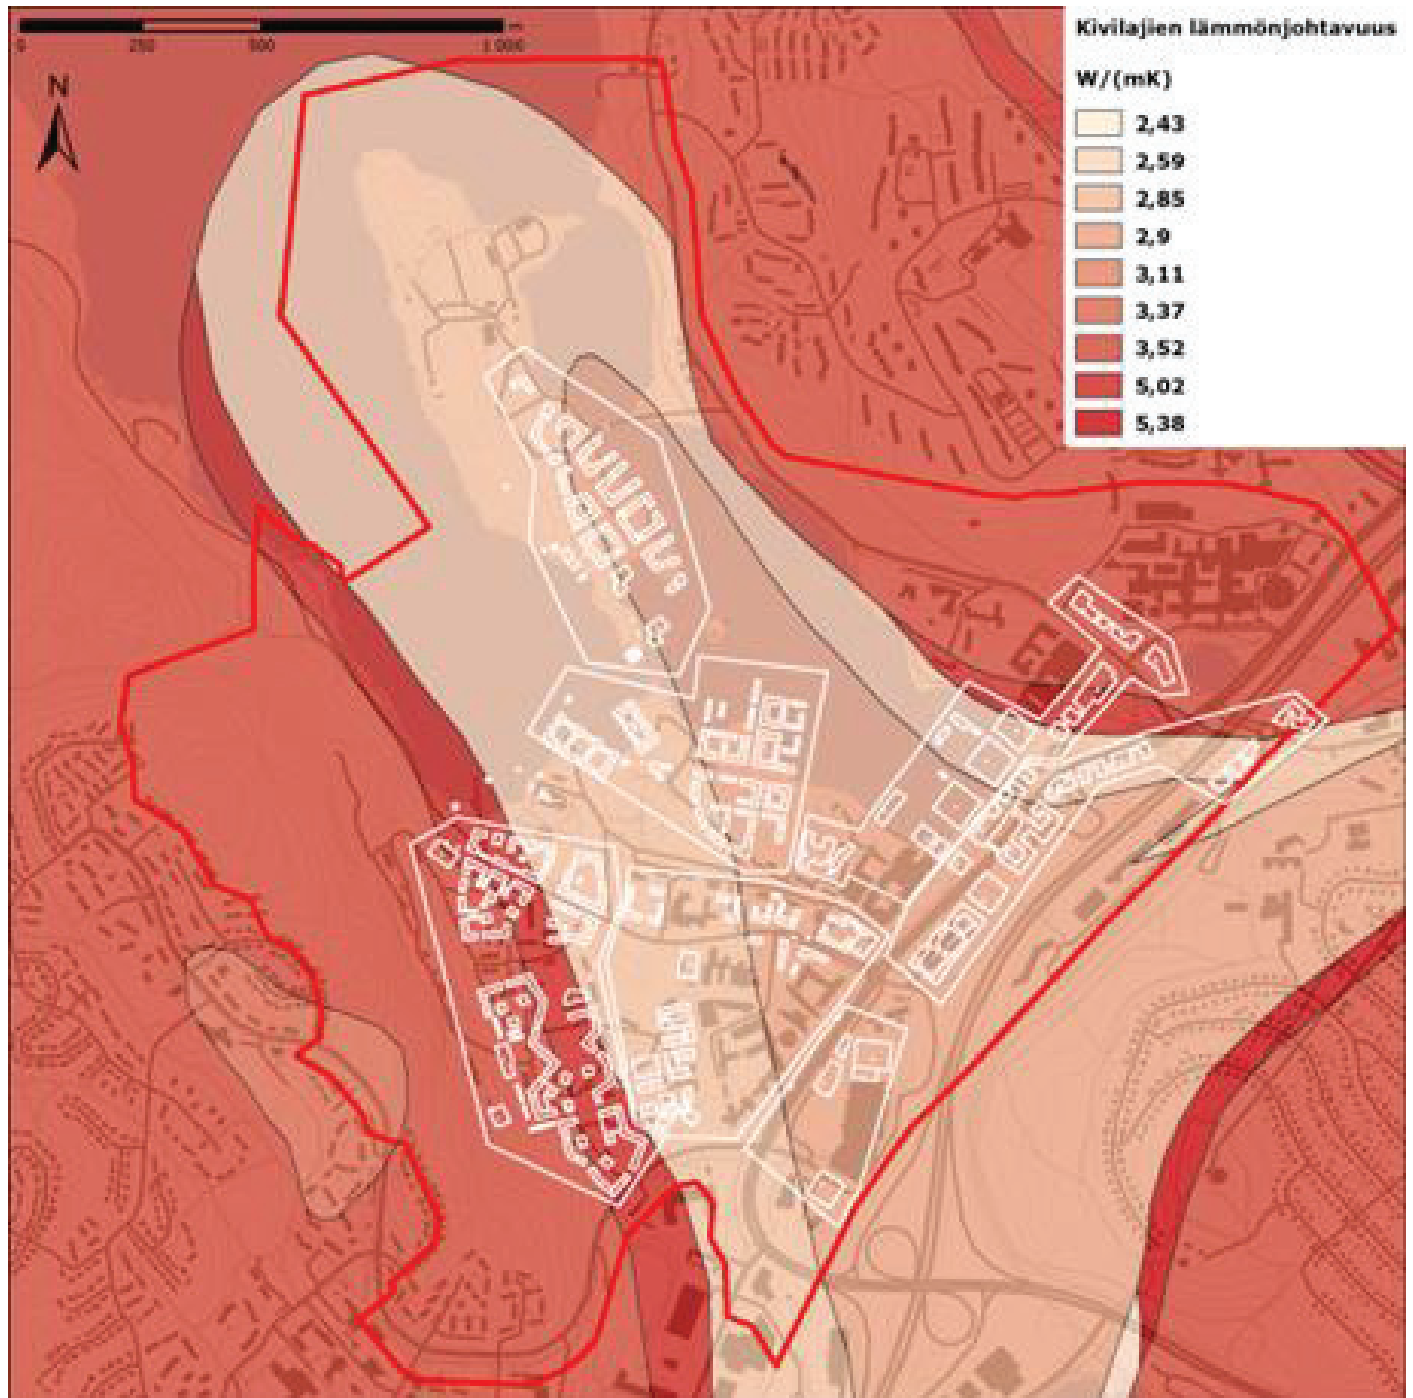 0 250 500 1 000 m
N
Kivilajien lämmönjohtavuus
W/(mK)
2,43
2,59
2,85
2,9
3,11
3,37
3,52
5,02
5,38